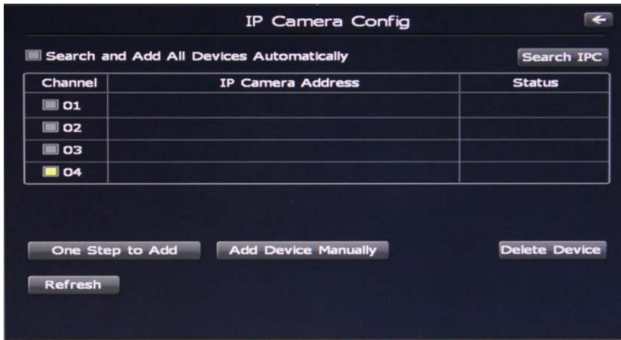 IP Camera Config
Search and Add All Devices Automatically
Search IPC
Channel IP Camera Address Status
01
02
03
04
One Step to Add Add Device Manually Delete Device
Refresh